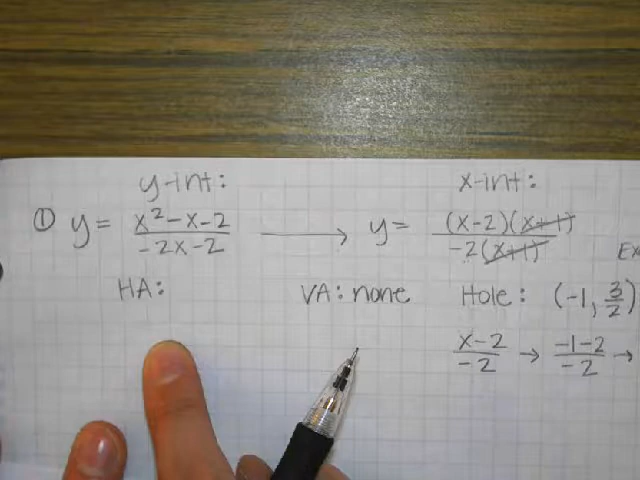 y-int: x-int:
① y = (x² - x - 2)/(-2x - 2) → y = (x-2)(x+1)/-2(x+1)
Ex
HA: VA: none Hole: (-1, 3/2)
(x-2)/-2 → (-1-2)/-2 →